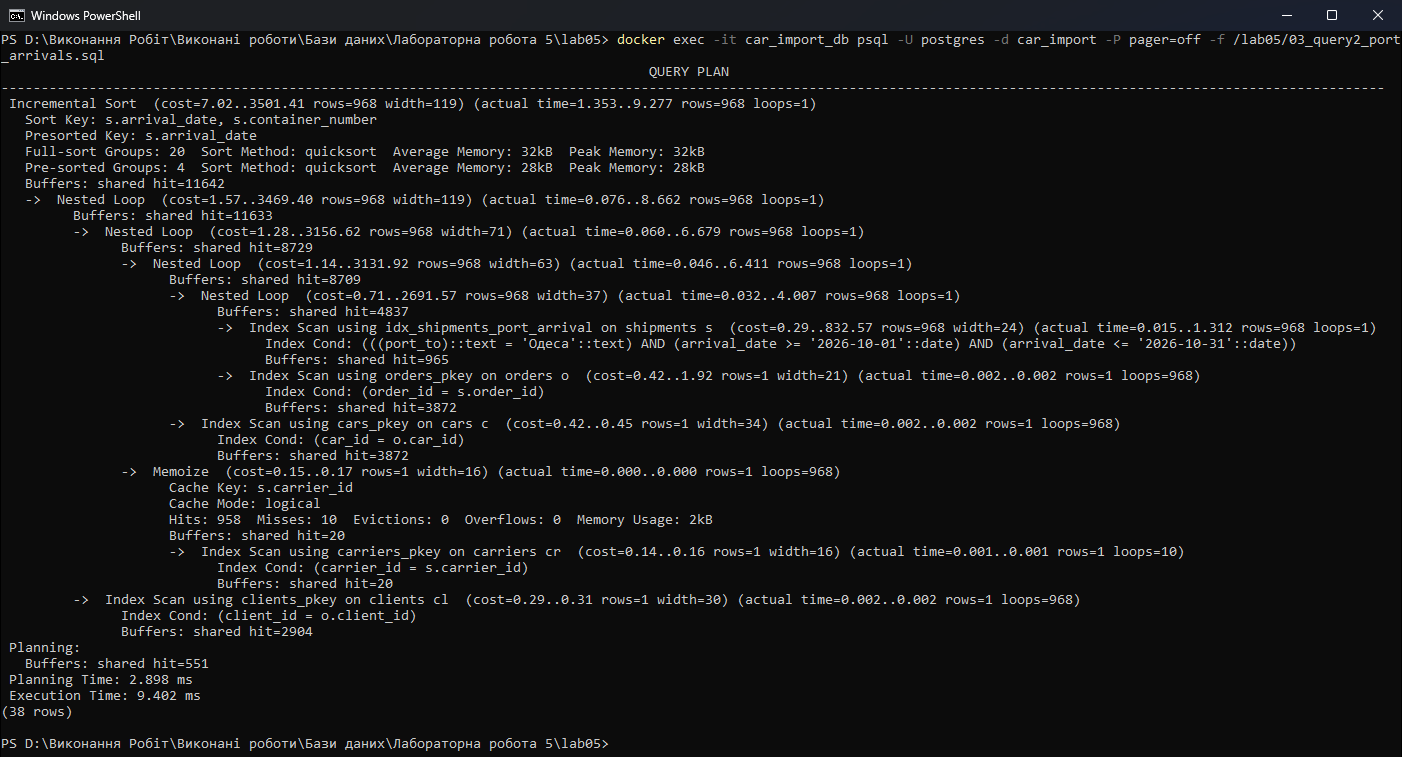 Windows PowerShell
PS D:\Виконання Робіт\Виконані роботи\Бази даних\Лабораторна робота 5\lab05> docker exec -it car_import_db psql -U postgres -d car_import -P pager=off -f /lab05/03_query2_port
_arrivals.sql
QUERY PLAN
-----------------------------------------------------------------------------------------------------------------------------------------------------------------------------
Incremental Sort  (cost=7.02..3501.41 rows=968 width=119) (actual time=1.353..9.277 rows=968 loops=1)
  Sort Key: s.arrival_date, s.container_number
  Presorted Key: s.arrival_date
  Full-sort Groups: 20  Sort Method: quicksort  Average Memory: 32kB  Peak Memory: 32kB
  Pre-sorted Groups: 4  Sort Method: quicksort  Average Memory: 28kB  Peak Memory: 28kB
  Buffers: shared hit=11642
  ->  Nested Loop  (cost=1.57..3469.40 rows=968 width=119) (actual time=0.076..8.662 rows=968 loops=1)
        Buffers: shared hit=11633
        ->  Nested Loop  (cost=1.28..3156.62 rows=968 width=71) (actual time=0.060..6.679 rows=968 loops=1)
              Buffers: shared hit=8729
              ->  Nested Loop  (cost=1.14..3131.92 rows=968 width=63) (actual time=0.046..6.411 rows=968 loops=1)
                    Buffers: shared hit=8709
                    ->  Nested Loop  (cost=0.71..2691.57 rows=968 width=37) (actual time=0.032..4.007 rows=968 loops=1)
                          Buffers: shared hit=4837
                          ->  Index Scan using idx_shipments_port_arrival on shipments s  (cost=0.29..832.57 rows=968 width=24) (actual time=0.015..1.312 rows=968 loops=1)
                                Index Cond: (((port_to)::text = 'Одеса'::text) AND (arrival_date >= '2026-10-01'::date) AND (arrival_date <= '2026-10-31'::date))
                                Buffers: shared hit=965
                          ->  Index Scan using orders_pkey on orders o  (cost=0.42..1.92 rows=1 width=21) (actual time=0.002..0.002 rows=1 loops=968)
                                Index Cond: (order_id = s.order_id)
                                Buffers: shared hit=3872
                    ->  Index Scan using cars_pkey on cars c  (cost=0.42..0.45 rows=1 width=34) (actual time=0.002..0.002 rows=1 loops=968)
                          Index Cond: (car_id = o.car_id)
                          Buffers: shared hit=3872
              ->  Memoize  (cost=0.15..0.17 rows=1 width=16) (actual time=0.000..0.000 rows=1 loops=968)
                    Cache Key: s.carrier_id
                    Cache Mode: logical
                    Hits: 958  Misses: 10  Evictions: 0  Overflows: 0  Memory Usage: 2kB
                    Buffers: shared hit=20
                    ->  Index Scan using carriers_pkey on carriers cr  (cost=0.14..0.16 rows=1 width=16) (actual time=0.001..0.001 rows=1 loops=10)
                          Index Cond: (carrier_id = s.carrier_id)
                          Buffers: shared hit=20
        ->  Index Scan using clients_pkey on clients cl  (cost=0.29..0.31 rows=1 width=30) (actual time=0.002..0.002 rows=1 loops=968)
              Index Cond: (client_id = o.client_id)
              Buffers: shared hit=2904
Planning:
  Buffers: shared hit=551
Planning Time: 2.898 ms
Execution Time: 9.402 ms
(38 rows)
PS D:\Виконання Робіт\Виконані роботи\Бази даних\Лабораторна робота 5\lab05>